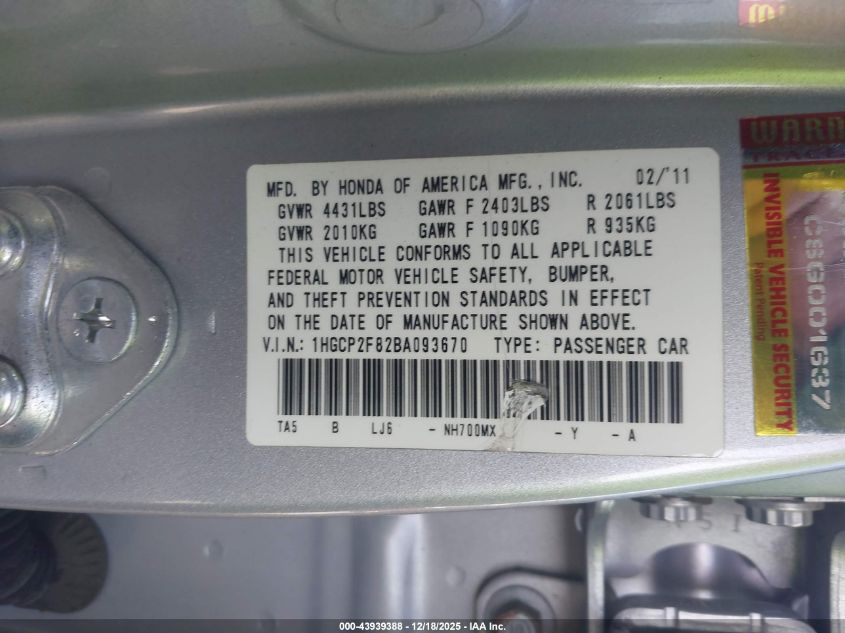 MFD. BY HONDA OF AMERICA MFG., INC. 02/'11
GVWR 4431LBS GAWR F 2403LBS R 2061LBS
GVWR 2010KG GAWR F 1090KG R 935KG
THIS VEHICLE CONFORMS TO ALL APPLICABLE
FEDERAL MOTOR VEHICLE SAFETY, BUMPER,
AND THEFT PREVENTION STANDARDS IN EFFECT
ON THE DATE OF MANUFACTURE SHOWN ABOVE.
V.I.N.: 1HGCP2F82BA093670 TYPE: PASSENGER CAR
TA5 B LJ6 - NH700MX - Y - A
INVISIBLE VEHICLE SECURITY
Patent Pending
000-43939388 - 12/18/2025 - IAA Inc.